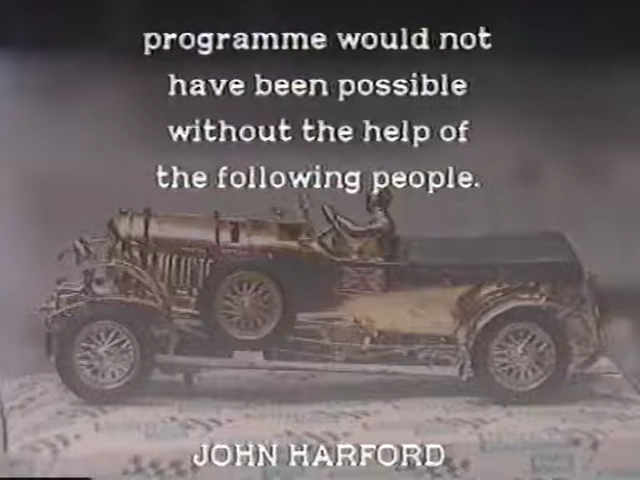 programme would not
have been possible
without the help of
the following people.
JOHN HARFORD